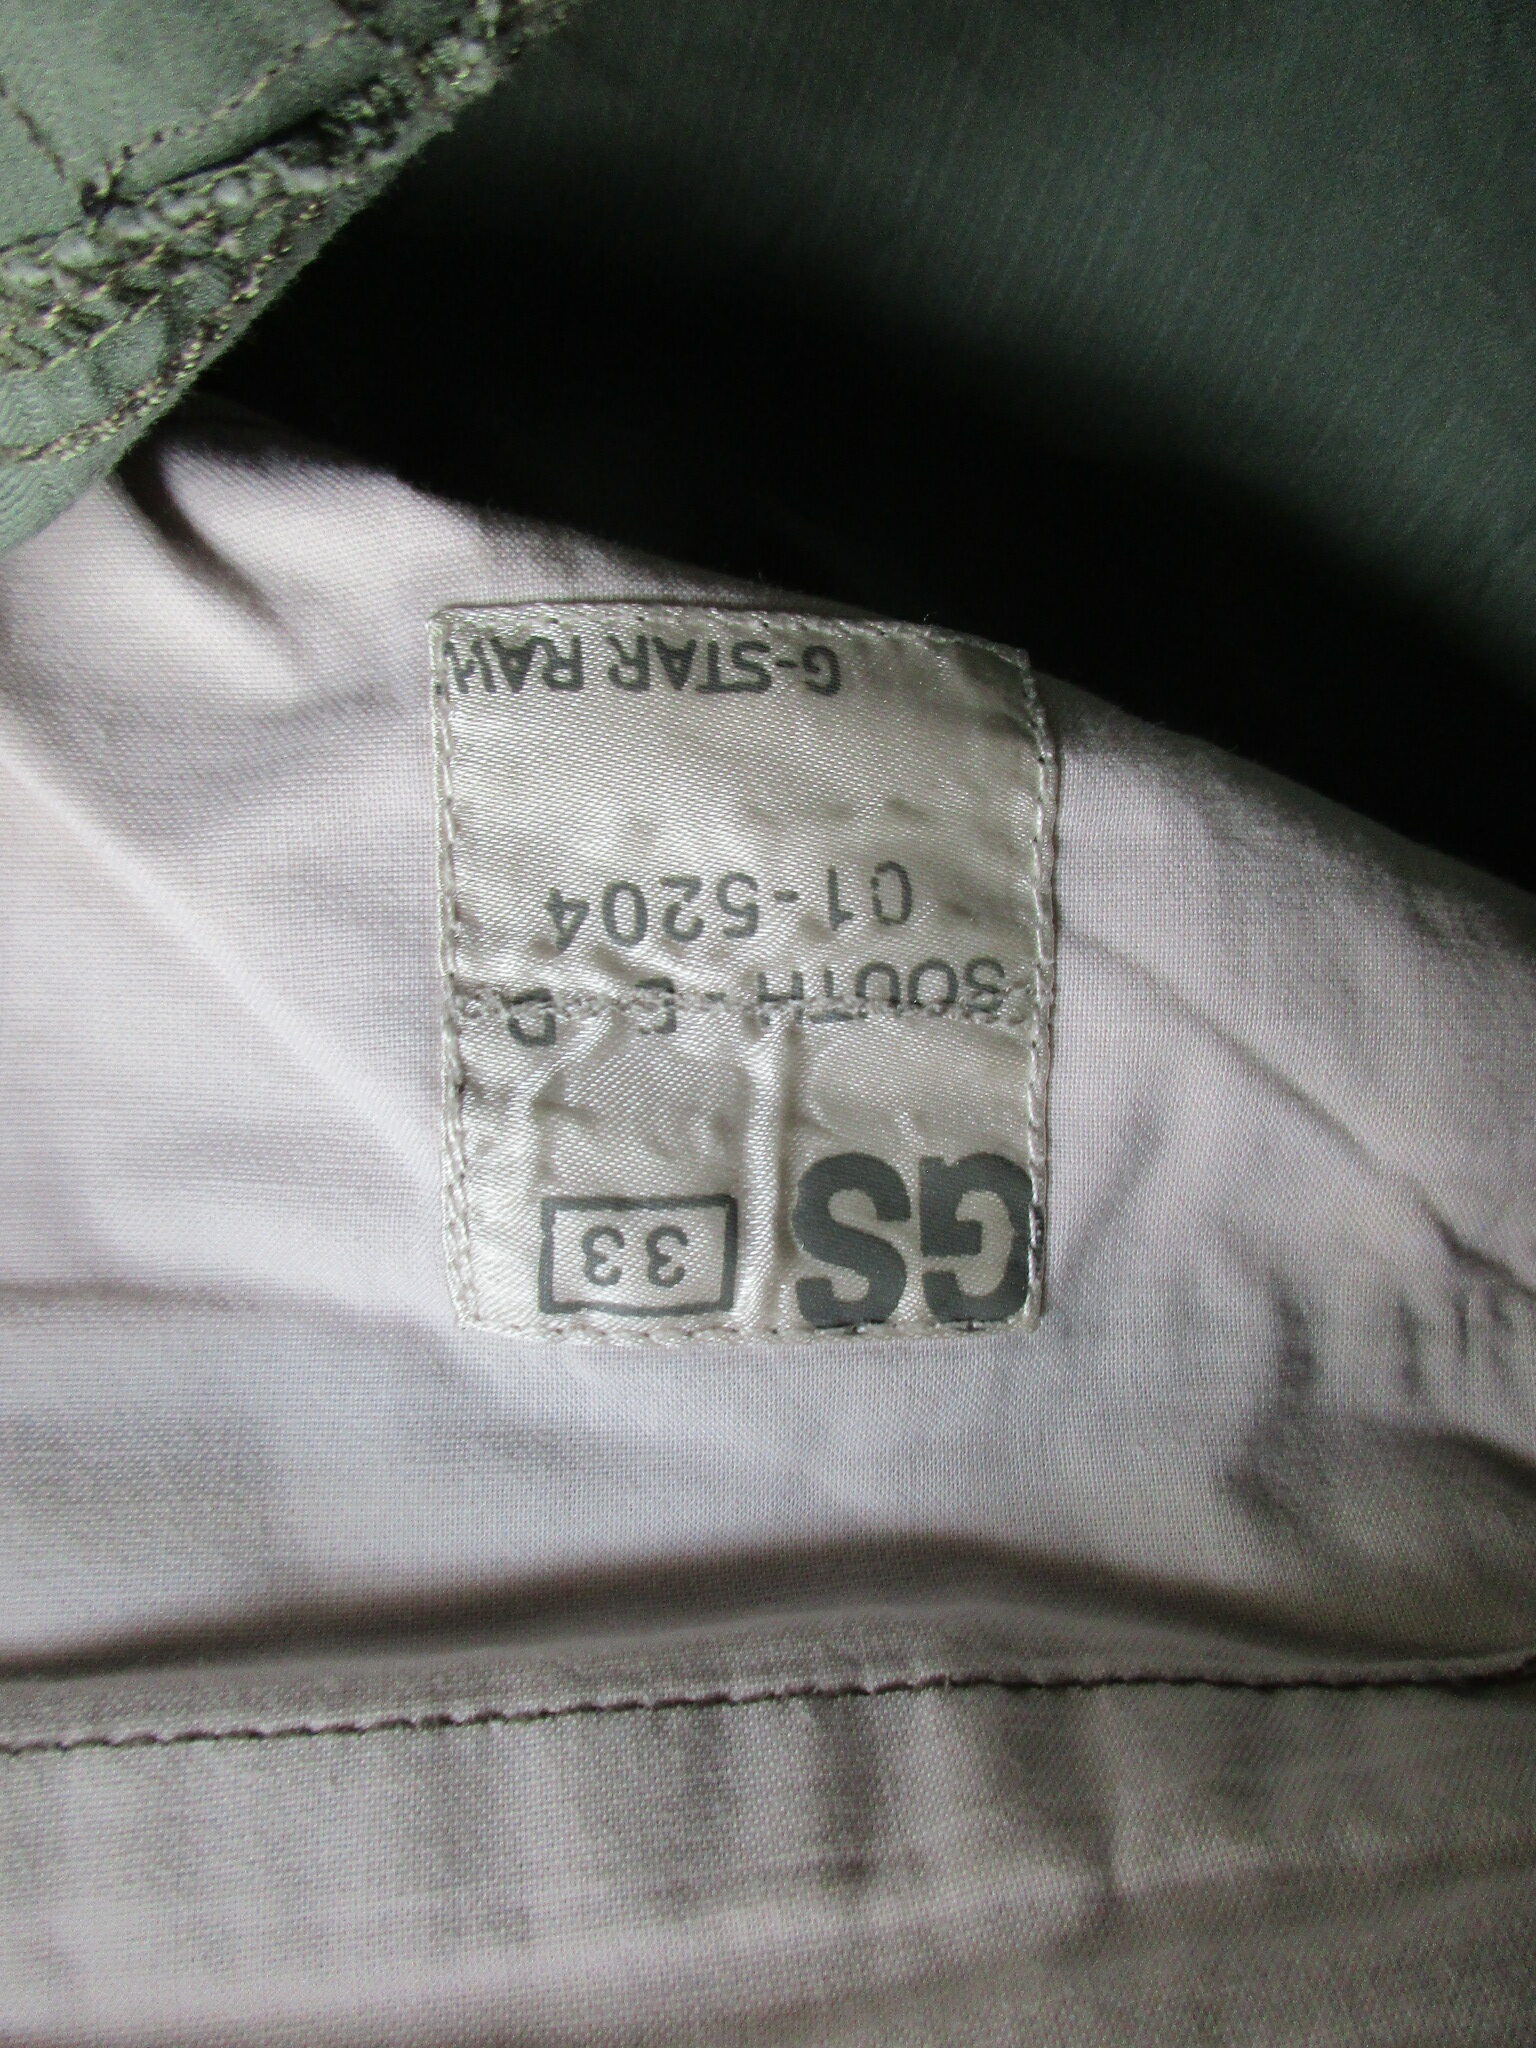 GS 33
SOUTH
01-5204
G-STAR RAW